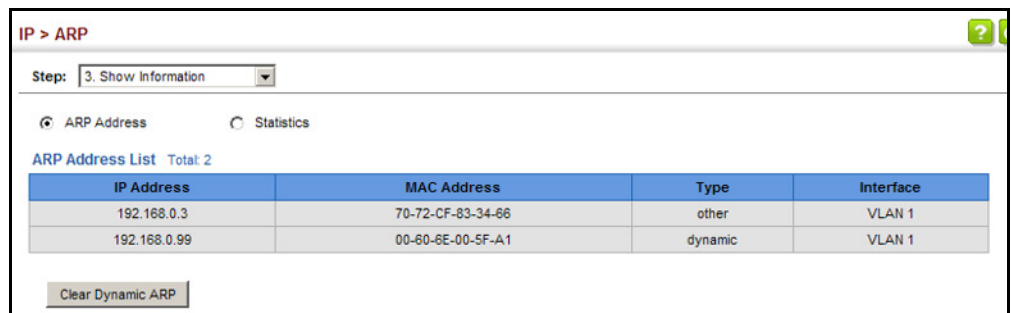 IP > ARP
?
Step: 3. Show Information
ARP Address Statistics
ARP Address List Total: 2
IP Address MAC Address Type Interface
192.168.0.3 70-72-CF-83-34-66 other VLAN 1
192.168.0.99 00-60-6E-00-5F-A1 dynamic VLAN 1
Clear Dynamic ARP